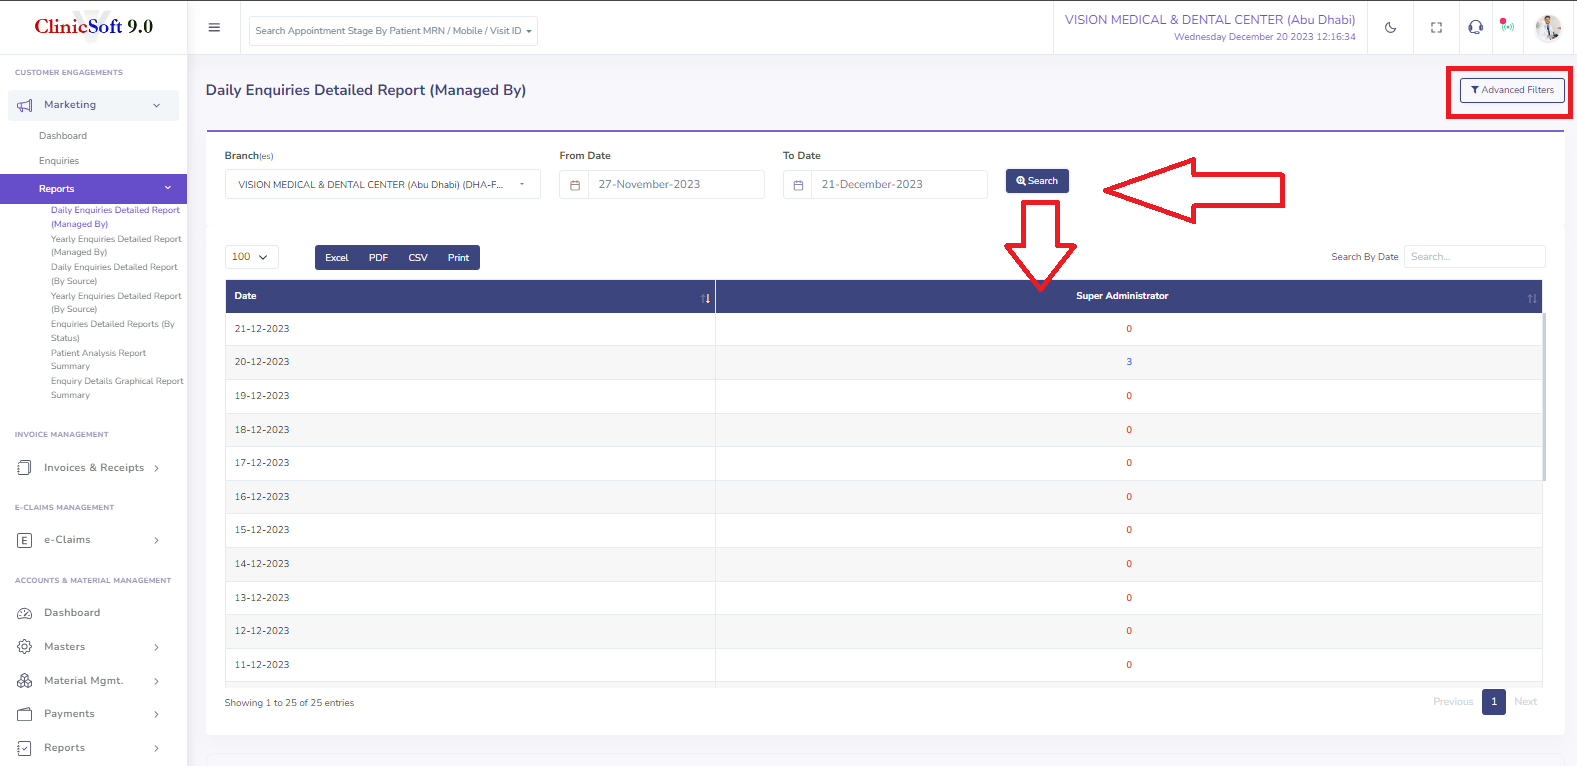 ClinicSoft 9.0
Search Appointment Stage By Patient MRN / Mobile / Visit ID
VISION MEDICAL & DENTAL CENTER (Abu Dhabi)
Wednesday December 20 2023 12:16:34
CUSTOMER ENGAGEMENTS
Marketing
Dashboard
Enquiries
Reports
Daily Enquiries Detailed Report
(Managed By)
Yearly Enquiries Detailed Report
(Managed By)
Daily Enquiries Detailed Report
(By Source)
Yearly Enquiries Detailed Report
(By Source)
Enquiries Detailed Reports (By
Status)
Patient Analysis Report
Summary
Enquiry Details Graphical Report
Summary
INVOICE MANAGEMENT
Invoices & Receipts
E-CLAIMS MANAGEMENT
E
e-Claims
ACCOUNTS & MATERIAL MANAGEMENT
Dashboard
Masters
Material Mgmt.
Payments
Reports
Daily Enquiries Detailed Report (Managed By)
Advanced Filters
Branch(es)
From Date
To Date
VISION MEDICAL & DENTAL CENTER (Abu Dhabi) (DHA-F...
27-November-2023
21-December-2023
Search
100
Excel PDF CSV Print
Search By Date
Search...
Date Super Administrator
21-12-2023 0
20-12-2023 3
19-12-2023 0
18-12-2023 0
17-12-2023 0
16-12-2023 0
15-12-2023 0
14-12-2023 0
13-12-2023 0
12-12-2023 0
11-12-2023 0
Showing 1 to 25 of 25 entries
Previous 1 Next